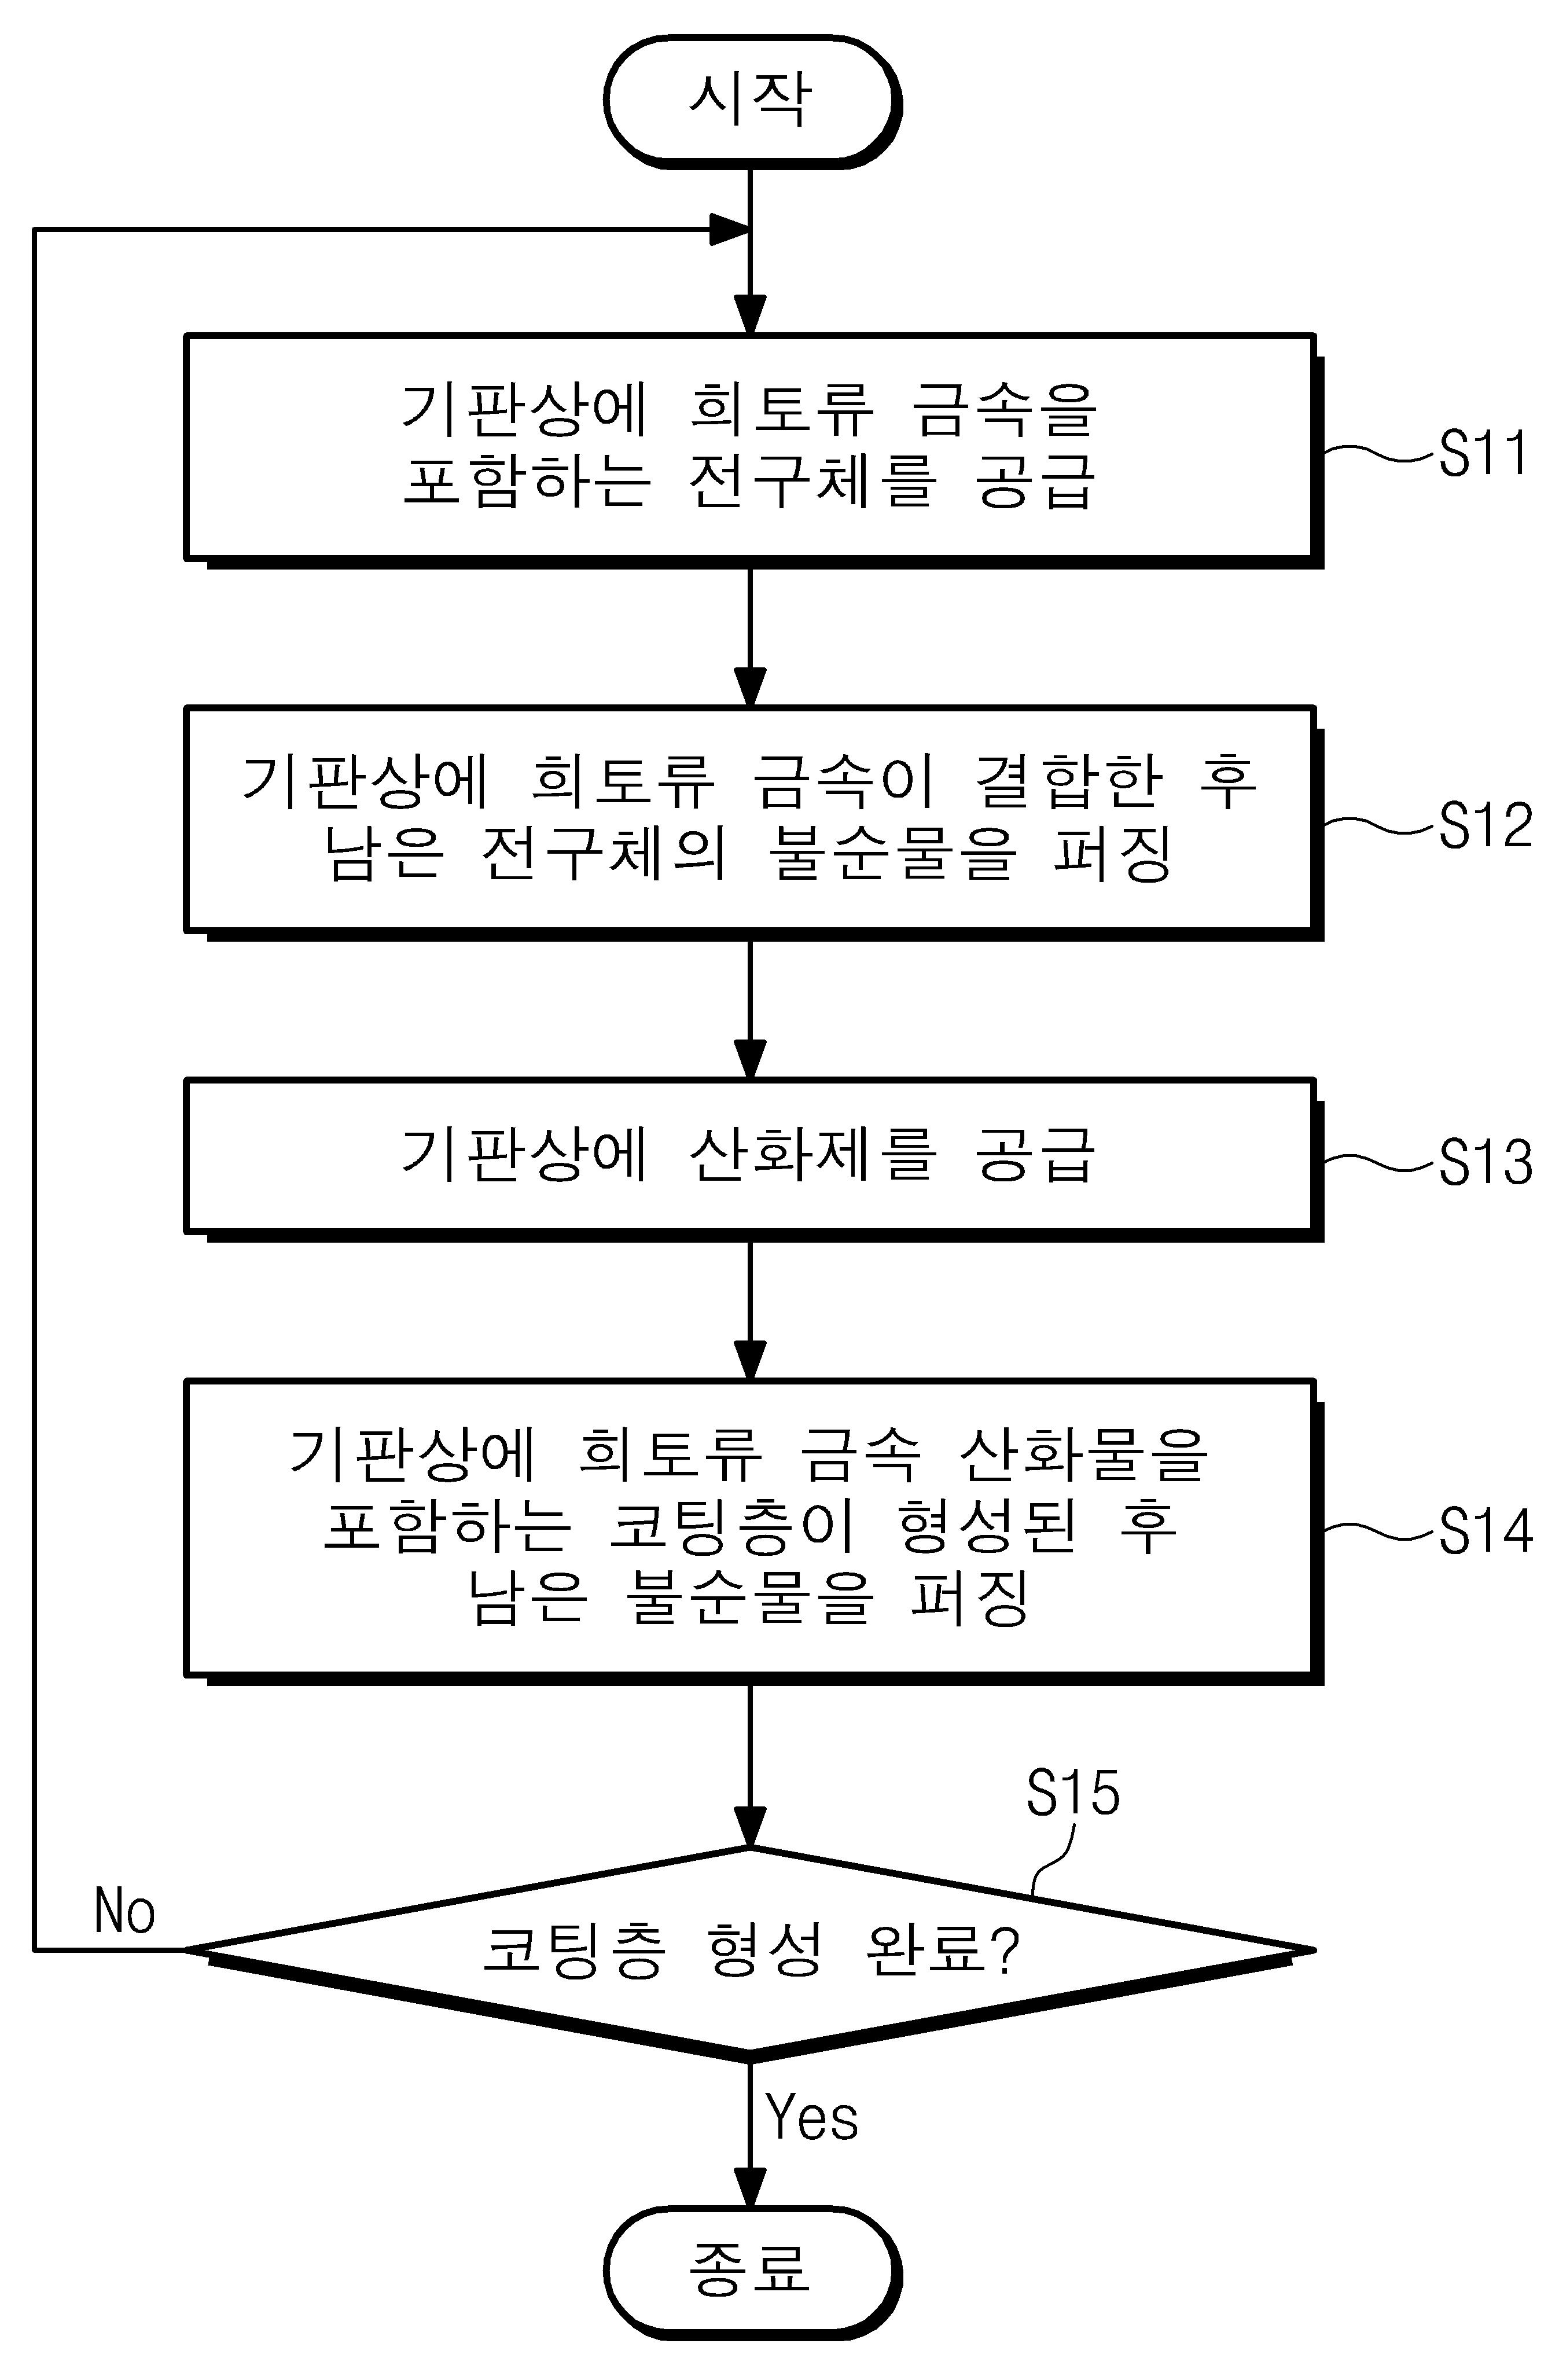 시작
기판상에 희토류 금속을
포함하는 전구체를 공급
S11
기판상에 희토류 금속이 결합한 후
남은 전구체의 불순물을 퍼징
S12
기판상에 산화제를 공급
S13
기판상에 희토류 금속 산화물을
포함하는 코팅층이 형성된 후
남은 불순물을 퍼징
S14
S15
No
코팅층 형성 완료?
Yes
종료